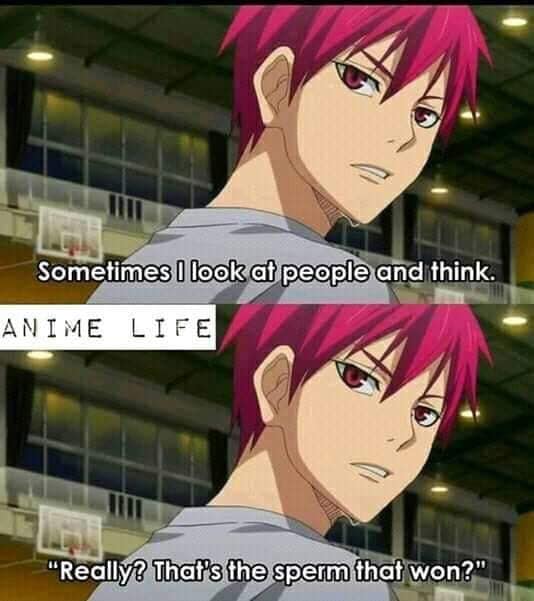 Sometimes I look at people and think.
ANIME LIFE
"Really? That's the sperm that won?"